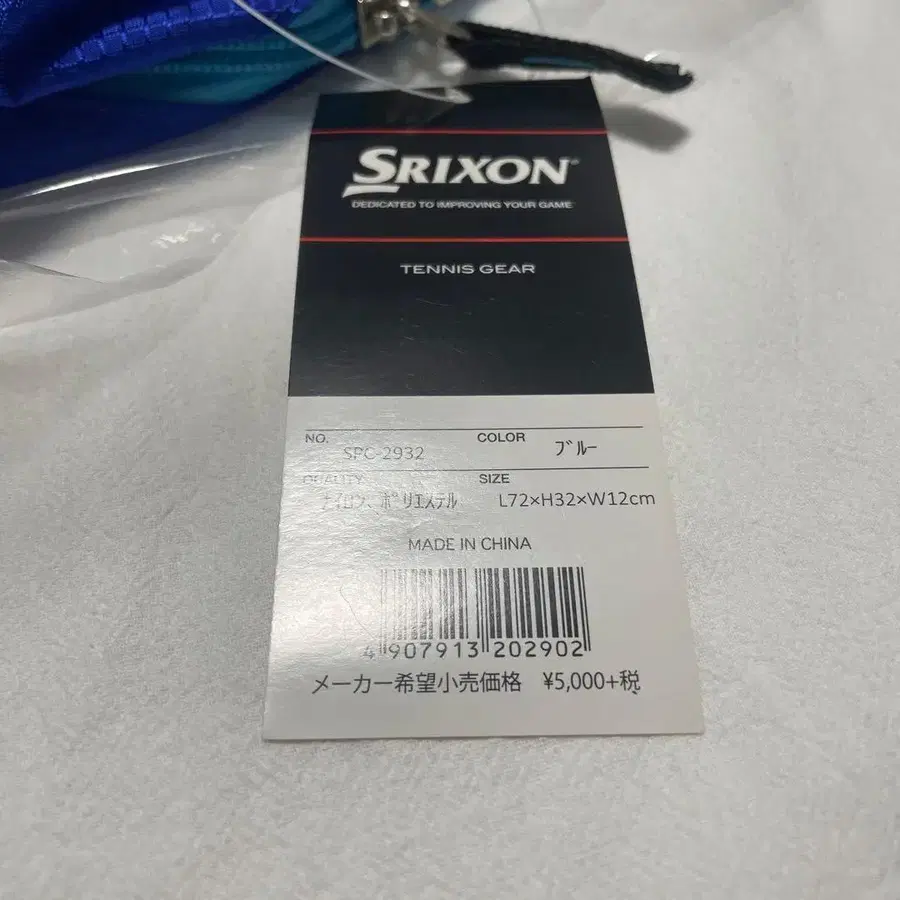 SRIXON®
DEDICATED TO IMPROVING YOUR GAME
TENNIS GEAR
NO. SPC-2932 COLOR ﾌﾞﾙｰ
QUALITY ﾅｲﾛﾝ、ﾎﾟﾘｴｽﾃﾙ SIZE L72×H32×W12cm
MADE IN CHINA
4 907913 202902
メーカー希望小売価格 ¥5,000+税